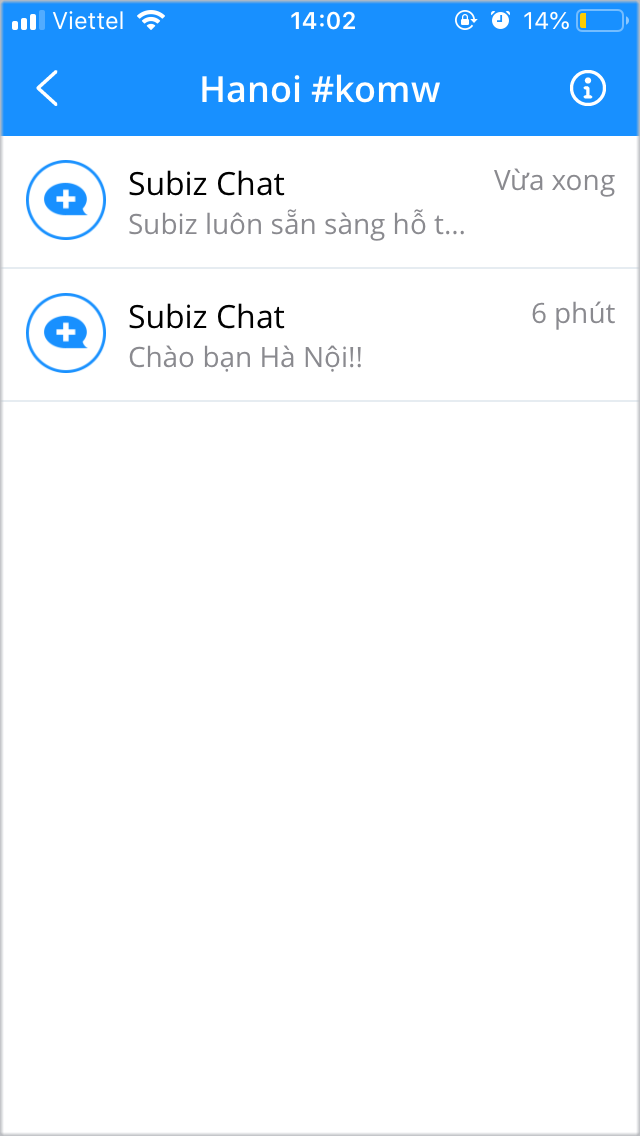 Viettel 14:02 14%
Hanoi #komw
Subiz Chat Vừa xong
Subiz luôn sẵn sàng hỗ t...
Subiz Chat 6 phút
Chào bạn Hà Nội!!